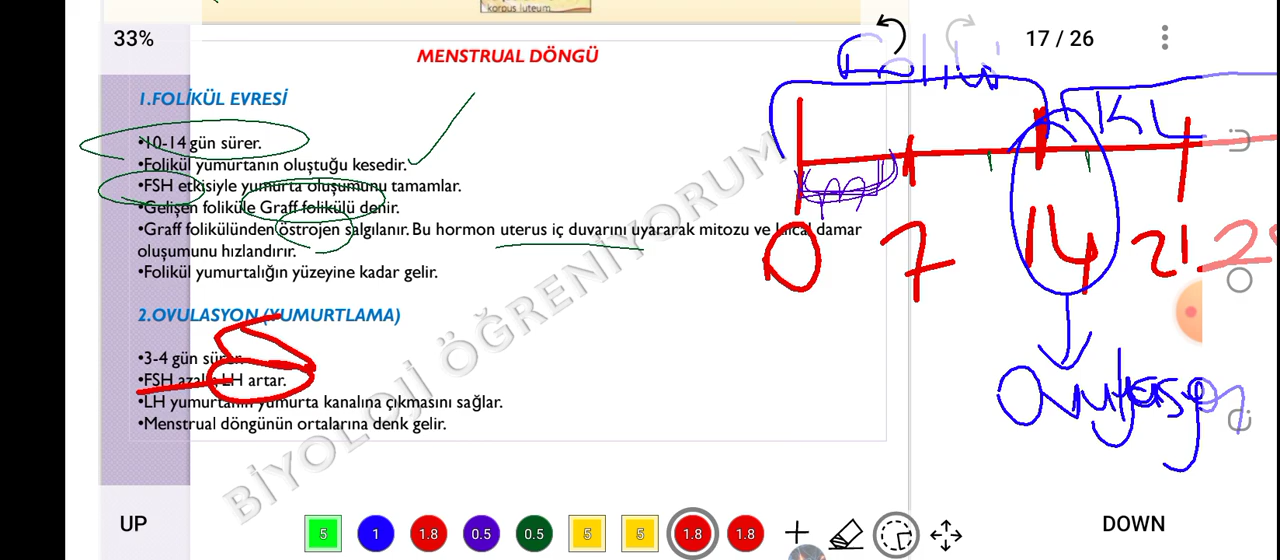 korpus luteum.
33%
17 / 26
MENSTRUAL DÖNGÜ
1.FOLİKÜL EVRESİ
•10-14 gün sürer.
•Folikül yumurtanın oluştuğu kesedir.
•FSH etkisiyle yumurta oluşumunu tamamlar.
•Gelişen foliküle Graff folikülü denir.
•Graff folikülünden östrojen salgılanır. Bu hormon uterus iç duvarını uyararak mitozu ve kılcal damar
oluşumunu hızlandırır.
•Folikül yumurtalığın yüzeyine kadar gelir.
2.OVULASYON (YUMURTLAMA)
•3-4 gün sürer.
•FSH azalır LH artar.
•LH yumurtanın yumurta kanalına çıkmasını sağlar.
•Menstrual döngünün ortalarına denk gelir.
KL
m
0 7 14 21 28
Ovulasyon
BİYOLOJİ ÖĞRENİYORUM
UP
DOWN
5 1 1.8 0.5 0.5 5 5 1.8 1.8